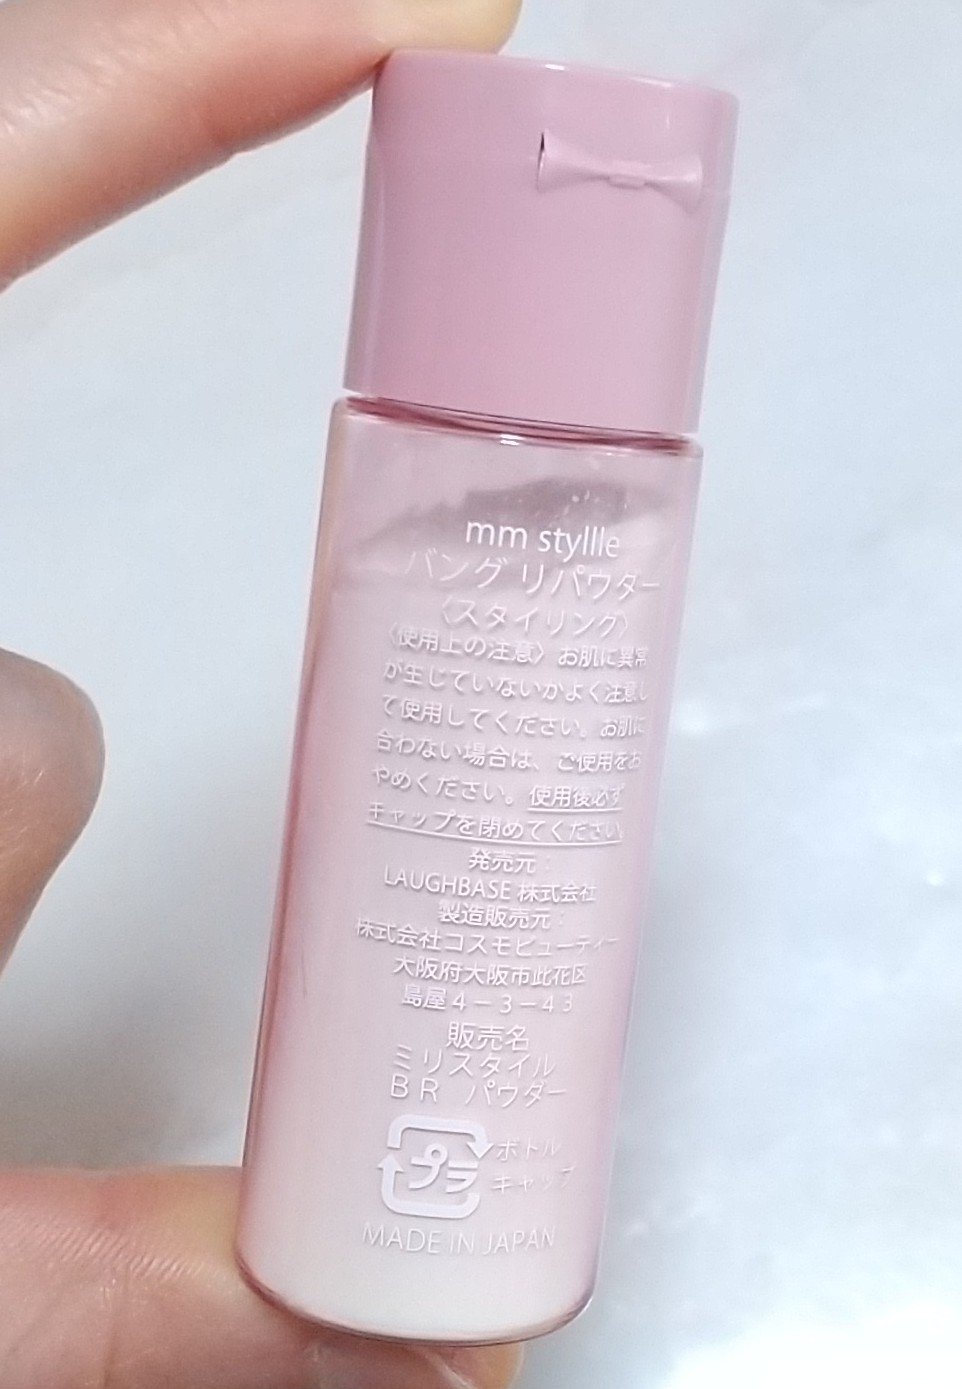 mm styllle
バング リパウダー
〈スタイリング〉
〈使用上の注意〉お肌に異常
が生じていないかよく注意し
て使用してください。お肌に
合わない場合は、ご使用をお
やめください。使用後必ず
キャップを閉めてください。
発売元：
LAUGHBASE 株式会社
製造販売元：
株式会社コスモビューティー
大阪府大阪市此花区
島屋４－３－４３
販売名
ミリスタイル
ＢＲ　パウダー
プラ ボトル
キャップ
MADE IN JAPAN